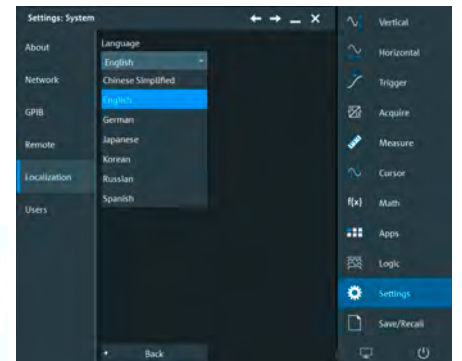 Settings: System
About
Network
GPIB
Remote
Localization
Users
Language
English
Chinese Simplified
English
German
Japanese
Korean
Russian
Spanish
Back
Vertical
Horizontal
Trigger
Acquire
Measure
Cursor
f(x) Math
Apps
Logic
Settings
Save/Recall